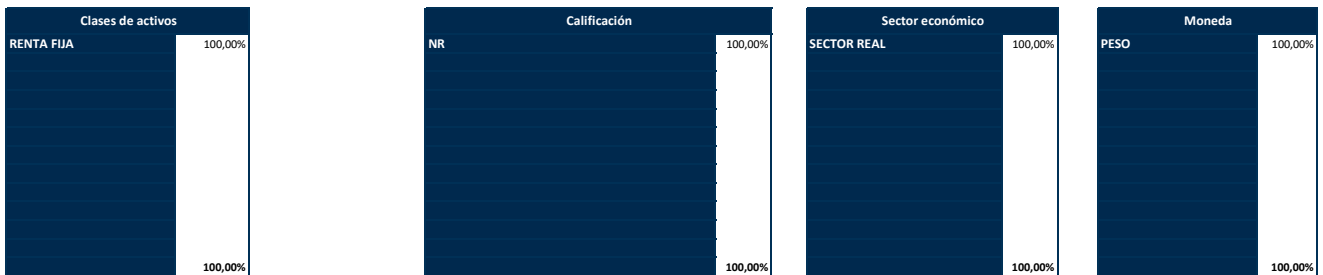 Clases de activos
RENTA FIJA 100,00%
100,00%
Calificación
NR 100,00%
100,00%
Sector económico
SECTOR REAL 100,00%
100,00%
Moneda
PESO 100,00%
100,00%